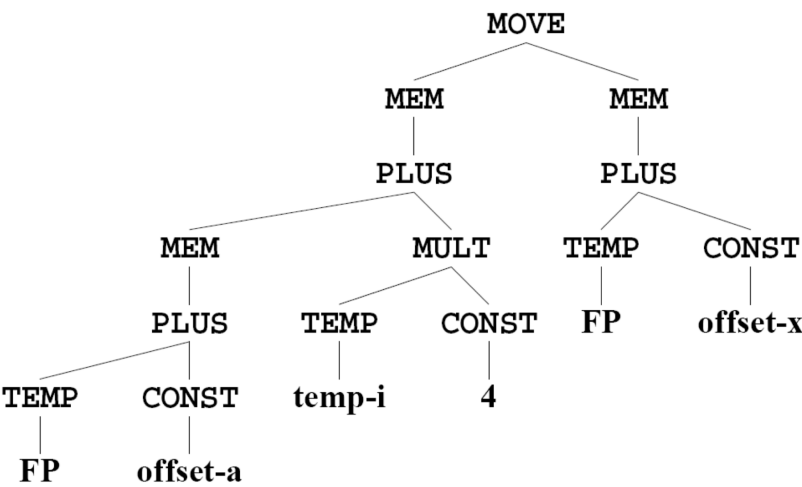 MOVE
MEM MEM
PLUS PLUS
MEM MULT TEMP CONST
PLUS TEMP CONST FP offset-x
TEMP CONST temp-i 4
FP offset-a